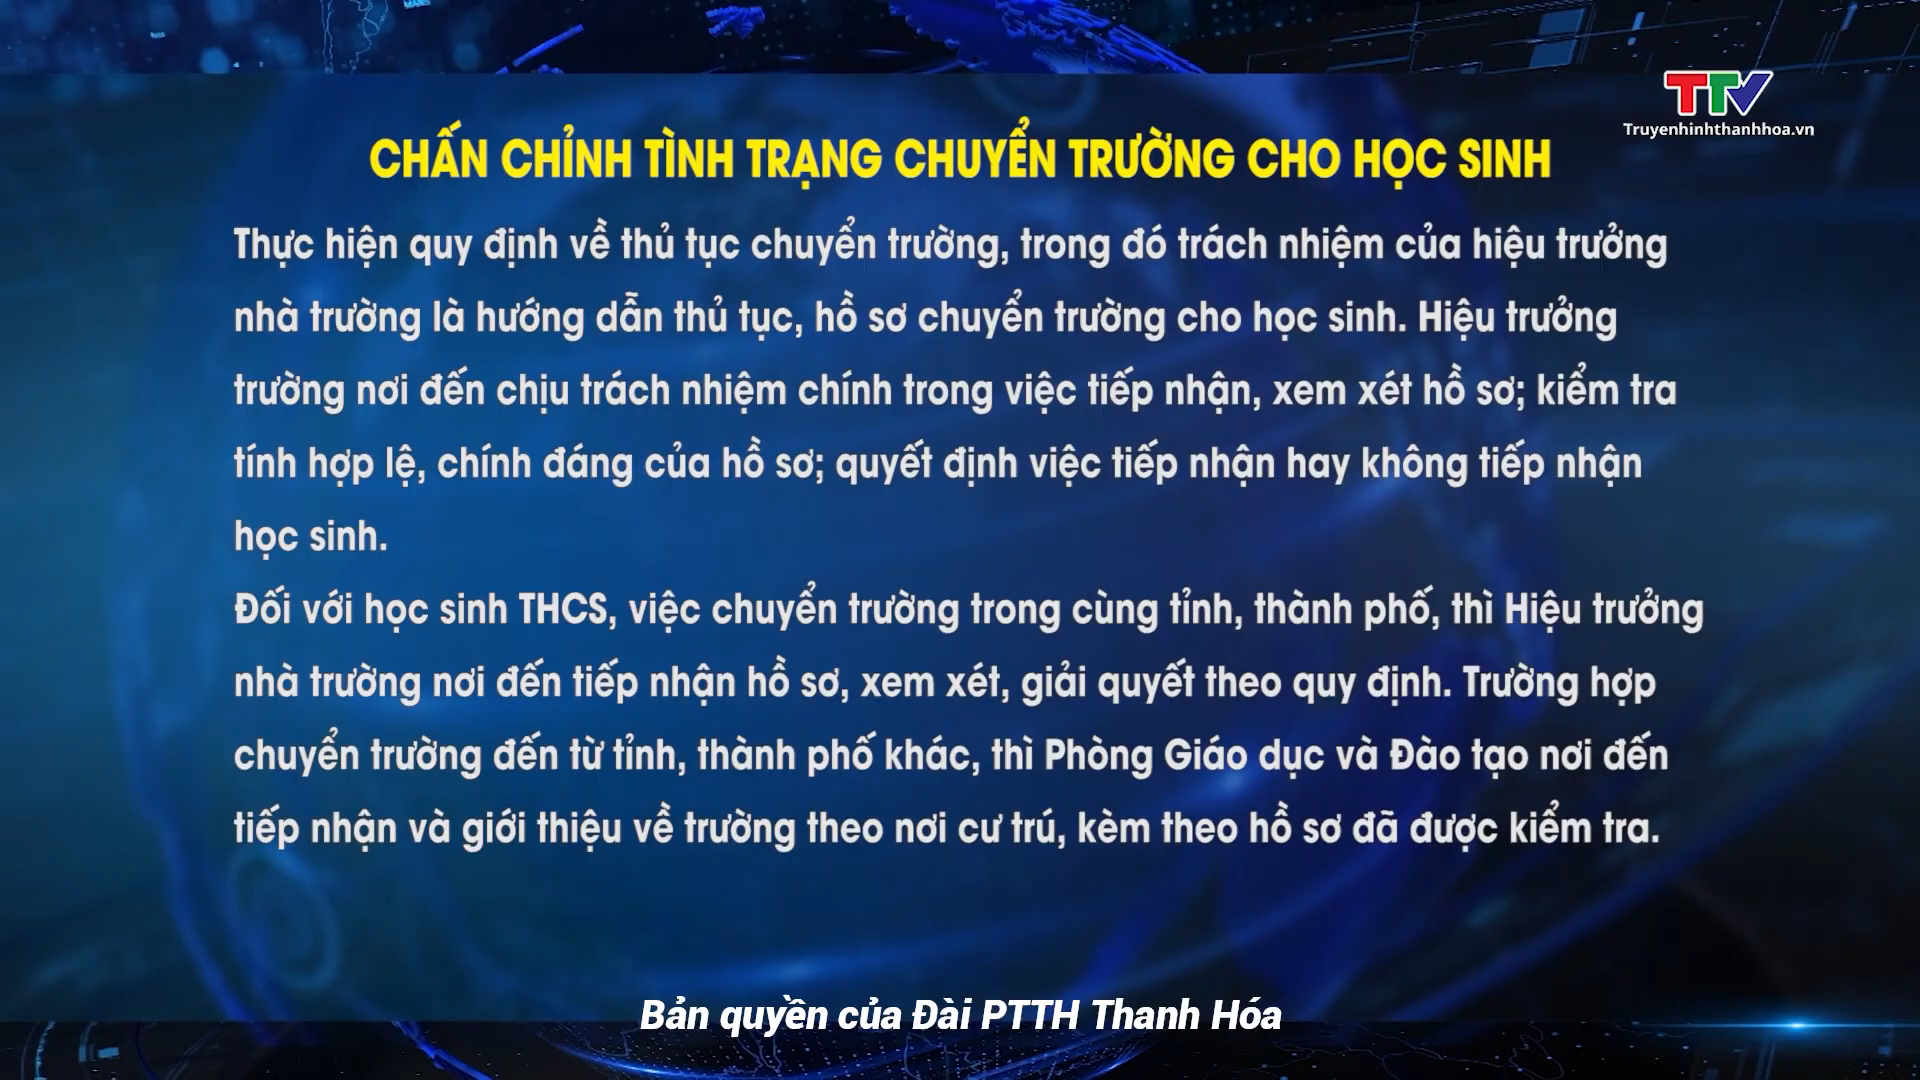 TTV
Truyenhinhthanhhoa.vn
CHẤN CHỈNH TÌNH TRẠNG CHUYỂN TRƯỜNG CHO HỌC SINH
Thực hiện quy định về thủ tục chuyển trường, trong đó trách nhiệm của hiệu trưởng
nhà trường là hướng dẫn thủ tục, hồ sơ chuyển trường cho học sinh. Hiệu trưởng
trường nơi đến chịu trách nhiệm chính trong việc tiếp nhận, xem xét hồ sơ; kiểm tra
tính hợp lệ, chính đáng của hồ sơ; quyết định việc tiếp nhận hay không tiếp nhận
học sinh.
Đối với học sinh THCS, việc chuyển trường trong cùng tỉnh, thành phố, thì Hiệu trưởng
nhà trường nơi đến tiếp nhận hồ sơ, xem xét, giải quyết theo quy định. Trường hợp
chuyển trường đến từ tỉnh, thành phố khác, thì Phòng Giáo dục và Đào tạo nơi đến
tiếp nhận và giới thiệu về trường theo nơi cư trú, kèm theo hồ sơ đã được kiểm tra.
Bản quyền của Đài PTTH Thanh Hóa